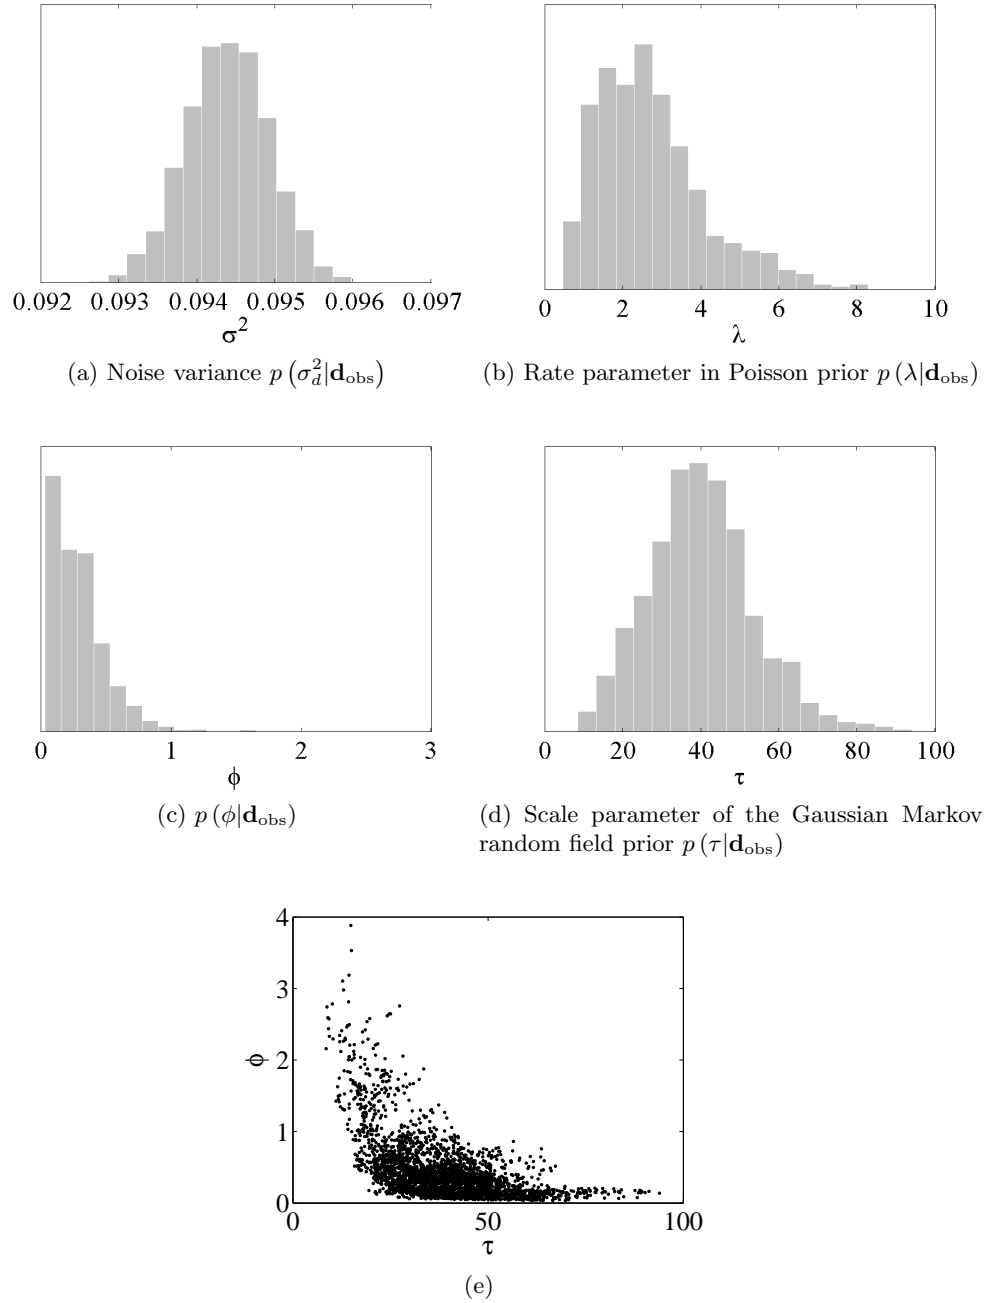 0.092 0.093 0.094 0.095 0.096 0.097
σ²
(a) Noise variance p (σ_d²|d_obs)
0 2 4 6 8 10
λ
(b) Rate parameter in Poisson prior p (λ|d_obs)
0 1 2 3
ϕ
(c) p (ϕ|d_obs)
0 20 40 60 80 100
τ
(d) Scale parameter of the Gaussian Markov
random field prior p (τ|d_obs)
4
3
2
1
0
ϕ
0 50 100
τ
(e)